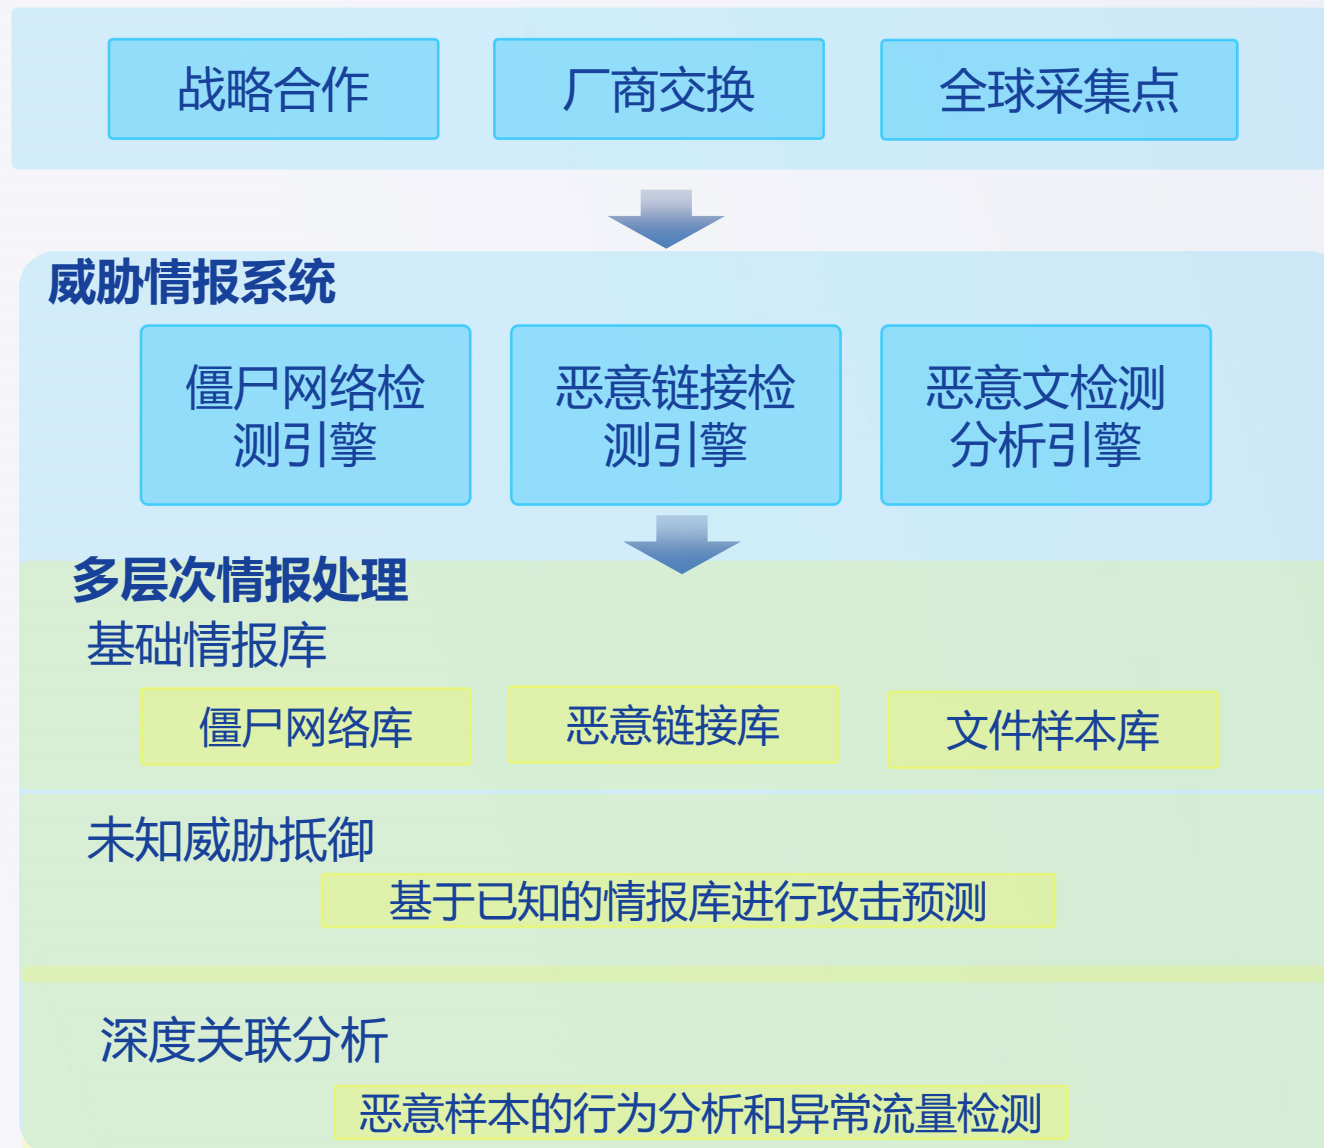 战略合作
厂商交换
全球采集点
威胁情报系统
僵尸网络检
测引擎
恶意链接检
测引擎
恶意文检测
分析引擎
多层次情报处理
基础情报库
僵尸网络库
恶意链接库
文件样本库
未知威胁抵御
基于已知的情报库进行攻击预测
深度关联分析
恶意样本的行为分析和异常流量检测